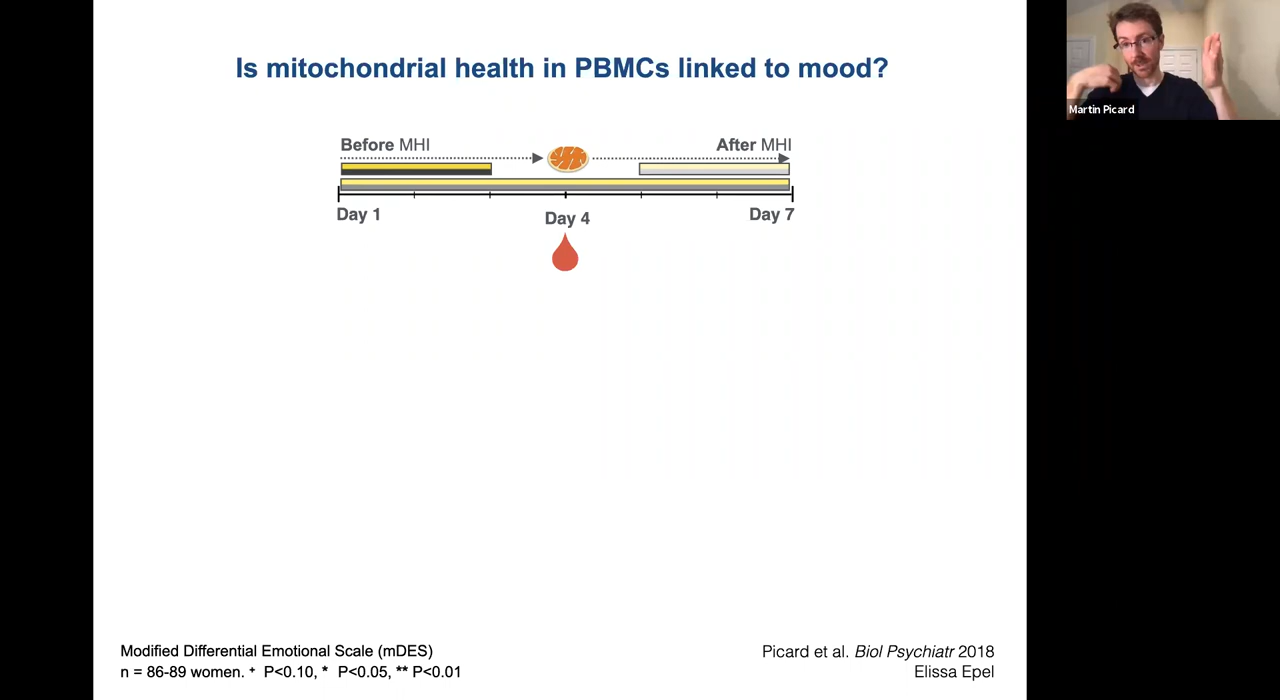 Is mitochondrial health in PBMCs linked to mood?
Martin Picard
Before MHI
After MHI
Day 1
Day 4
Day 7
Modified Differential Emotional Scale (mDES)
n = 86-89 women. + P<0.10, * P<0.05, ** P<0.01
Picard et al. Biol Psychiatr 2018
Elissa Epel